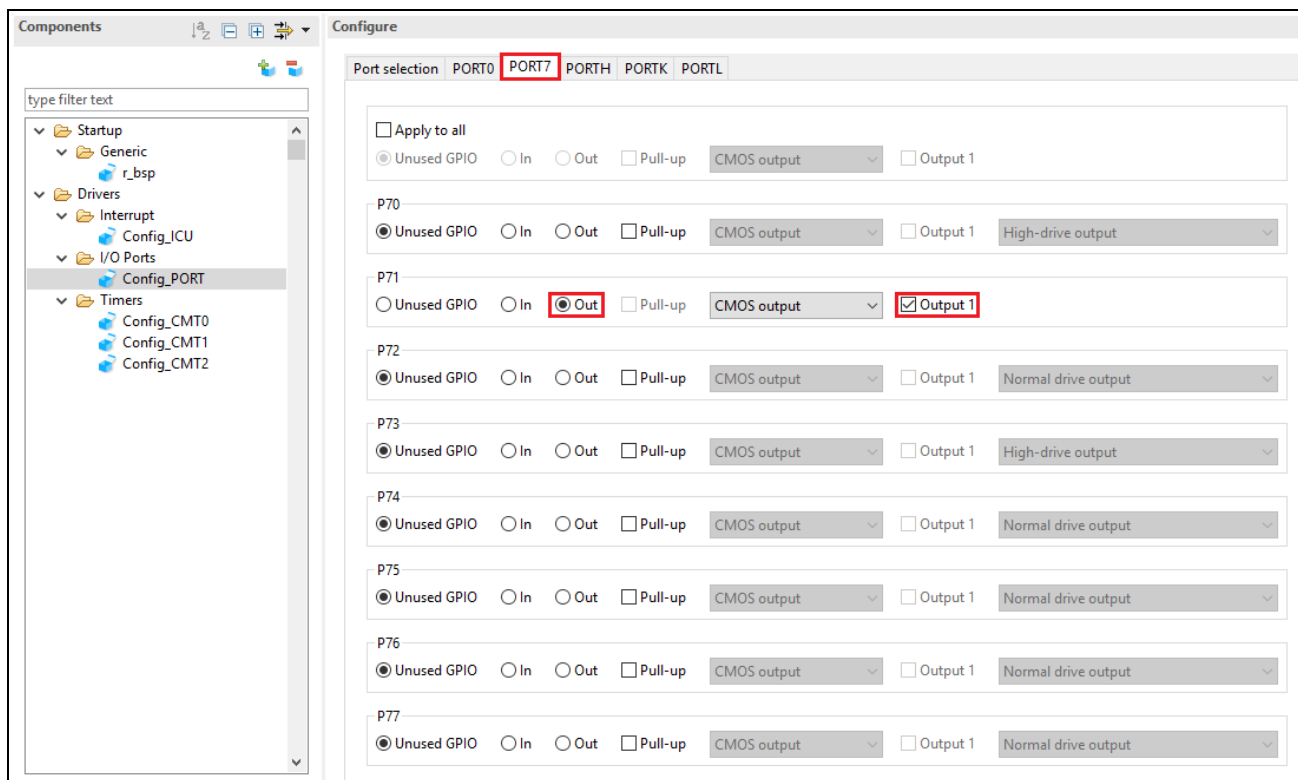 Components
Configure
Port selection PORT0 PORT7 PORTH PORTK PORTL
type filter text
Startup
Generic
r_bsp
Drivers
Interrupt
Config_ICU
I/O Ports
Config_PORT
Timers
Config_CMT0
Config_CMT1
Config_CMT2
Apply to all
Unused GPIO In Out Pull-up CMOS output Output 1
P70
Unused GPIO In Out Pull-up CMOS output Output 1 High-drive output
P71
Unused GPIO In Out Pull-up CMOS output Output 1
P72
Unused GPIO In Out Pull-up CMOS output Output 1 Normal drive output
P73
Unused GPIO In Out Pull-up CMOS output Output 1 High-drive output
P74
Unused GPIO In Out Pull-up CMOS output Output 1 Normal drive output
P75
Unused GPIO In Out Pull-up CMOS output Output 1 Normal drive output
P76
Unused GPIO In Out Pull-up CMOS output Output 1 Normal drive output
P77
Unused GPIO In Out Pull-up CMOS output Output 1 Normal drive output